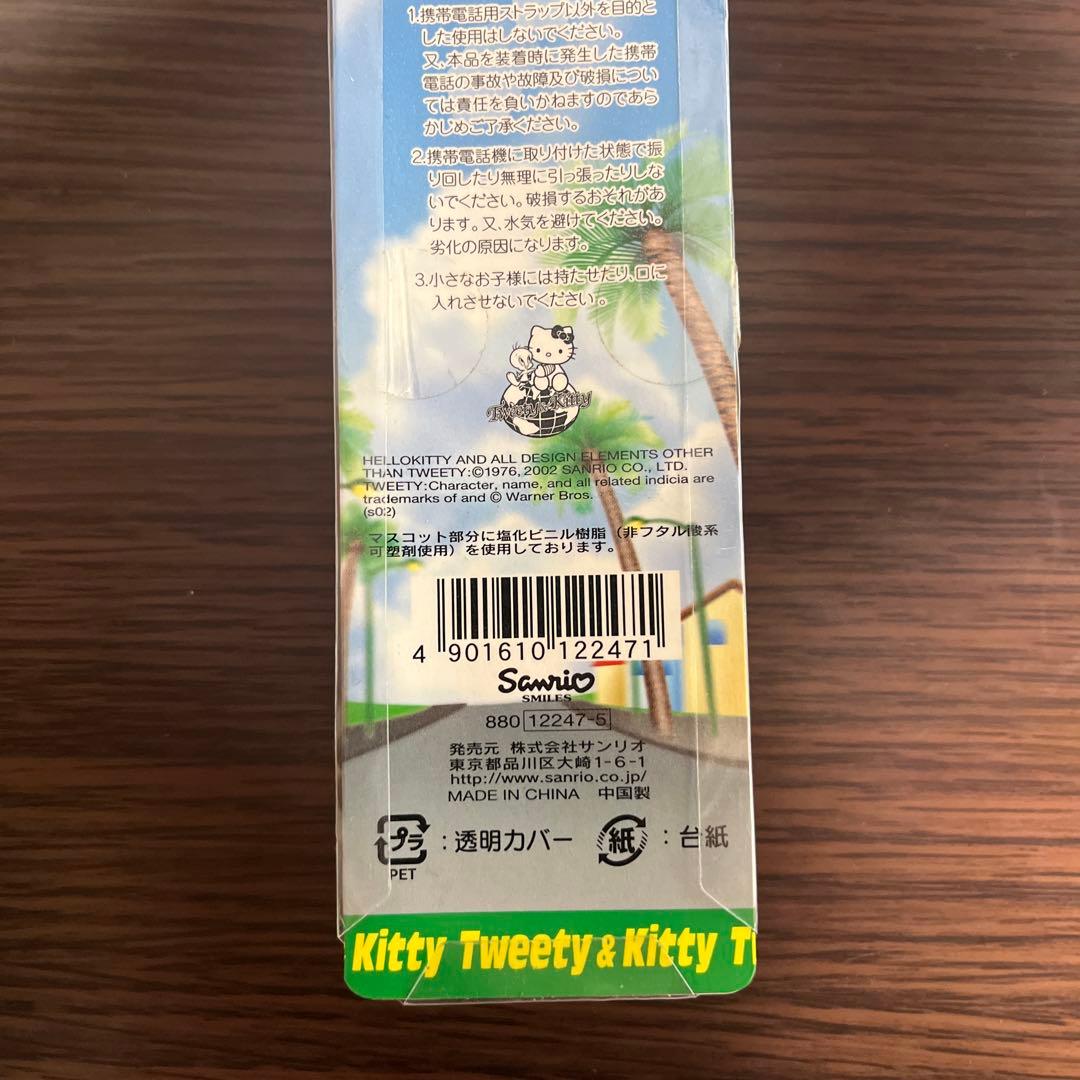 1.携帯電話用ストラップ以外を目的と
した使用はしないでください。
又、本品を装着時に発生した携帯
電話の事故や故障及び破損につい
ては責任を負いかねますのであら
かじめご了承ください。
2.携帯電話機に取り付けた状態で振
り回したり無理に引っ張ったりしな
いでください。破損するおそれがあ
ります。又、水気を避けてください。
劣化の原因になります。
3.小さなお子様には持たせたり、口に
入れさせないでください。
Tweety & Kitty
HELLOKITTY AND ALL DESIGN ELEMENTS OTHER
THAN TWEETY:©1976, 2002 SANRIO CO., LTD.
TWEETY:Character, name, and all related indicia are
trademarks of and © Warner Bros.
(s02)
マスコット部分に塩化ビニル樹脂（非フタル酸系
可塑剤使用）を使用しております。
4 901610 122471
Sanrio
SMILES
880 12247-5
発売元 株式会社サンリオ
東京都品川区大崎1-6-1
http://www.sanrio.co.jp/
MADE IN CHINA 中国製
プラ : 透明カバー 紙 : 台紙
PET
Kitty Tweety & Kitty T